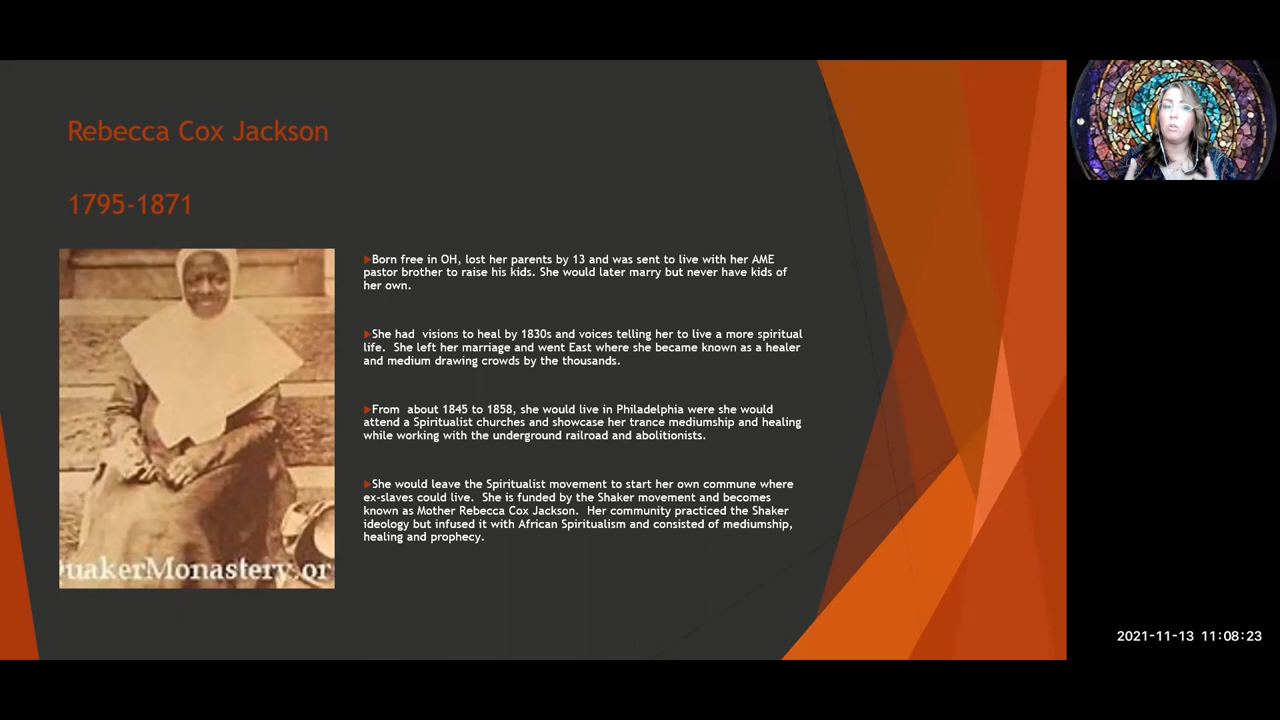 Rebecca Cox Jackson
1795-1871
Born free in OH, lost her parents by 13 and was sent to live with her AME
pastor brother to raise his kids. She would later marry but never have kids of
her own.
She had visions to heal by 1830s and voices telling her to live a more spiritual
life. She left her marriage and went East where she became known as a healer
and medium drawing crowds by the thousands.
From about 1845 to 1858, she would live in Philadelphia were she would
attend a Spiritualist churches and showcase her trance mediumship and healing
while working with the underground railroad and abolitionists.
She would leave the Spiritualist movement to start her own commune where
ex-slaves could live. She is funded by the Shaker movement and becomes
known as Mother Rebecca Cox Jackson. Her community practiced the Shaker
ideology but infused it with African Spiritualism and consisted of mediumship,
healing and prophecy.
uakerMonastery.or
2021-11-13 11:08:23